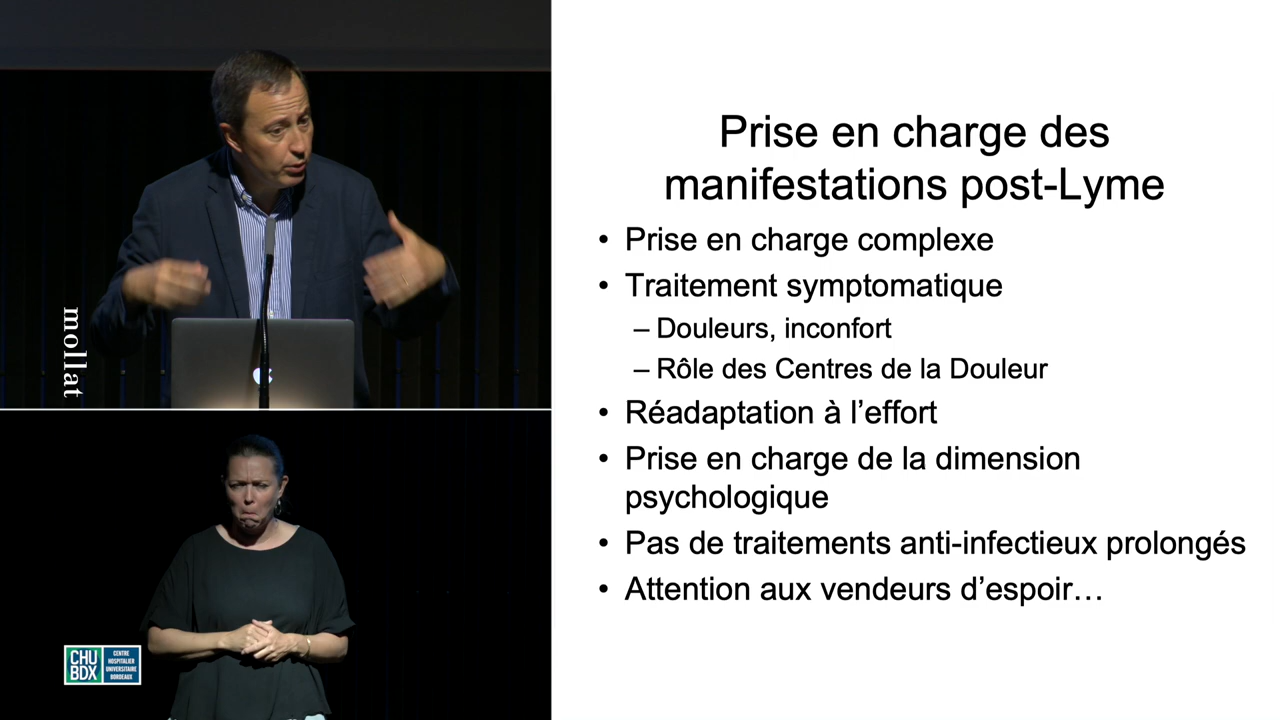 mollat
CHU
BDX
CENTRE
HOSPITALIER
UNIVERSITAIRE
BORDEAUX
Prise en charge des
manifestations post-Lyme
• Prise en charge complexe
• Traitement symptomatique
– Douleurs, inconfort
– Rôle des Centres de la Douleur
• Réadaptation à l’effort
• Prise en charge de la dimension
psychologique
• Pas de traitements anti-infectieux prolongés
• Attention aux vendeurs d’espoir…